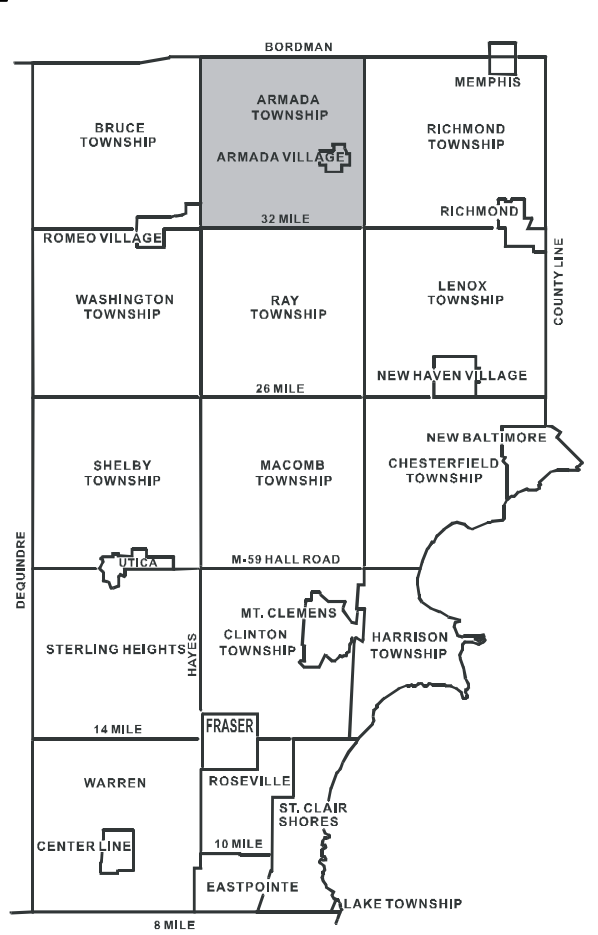 BORDMAN
MEMPHIS
ARMADA
TOWNSHIP
BRUCE
TOWNSHIP
RICHMOND
TOWNSHIP
ARMADA VILLAGE
RICHMOND
32 MILE
ROMEO VILLAGE
COUNTY LINE
WASHINGTON
TOWNSHIP
RAY
TOWNSHIP
LENOX
TOWNSHIP
NEW HAVEN VILLAGE
26 MILE
NEW BALTIMORE
SHELBY
TOWNSHIP
MACOMB
TOWNSHIP
CHESTERFIELD
TOWNSHIP
DEQUINDRE
UTICA
M-59 HALL ROAD
MT. CLEMENS
STERLING HEIGHTS
HAYES
CLINTON
TOWNSHIP
HARRISON
TOWNSHIP
14 MILE
FRASER
WARREN
ROSEVILLE
ST. CLAIR
SHORES
CENTER LINE
10 MILE
EASTPOINTE
LAKE TOWNSHIP
8 MILE